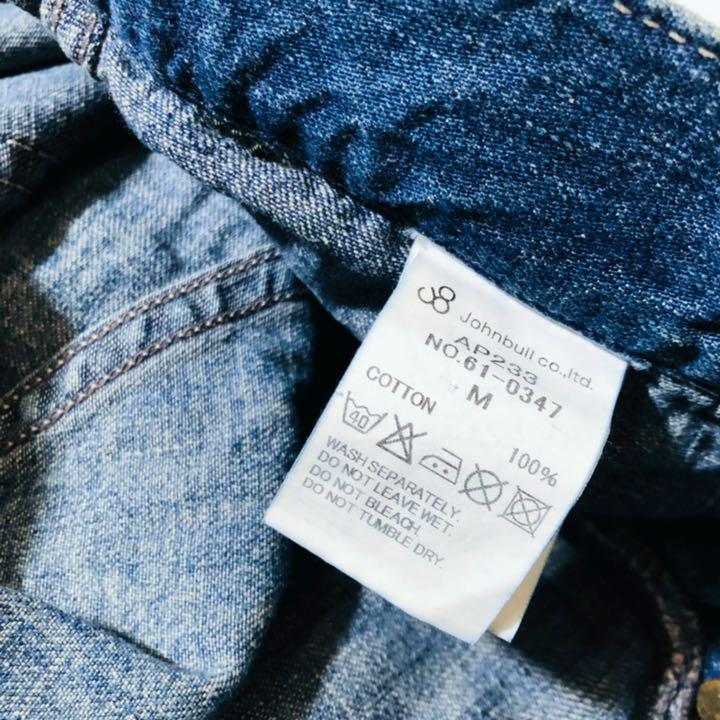 J8 Johnbull co.,ltd.
AP233
NO.61-0347
M
COTTON 100%
40
WASH SEPARATELY.
DO NOT LEAVE WET.
DO NOT BLEACH.
DO NOT TUMBLE DRY.